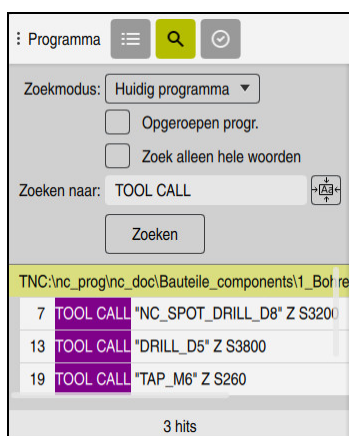 Programma
Zoekmodus: Huidig programma
Opgeroepen progr.
Zoek alleen hele woorden
Zoeken naar: TOOL CALL
Zoeken
TNC:\nc_prog\nc_doc\Bauteile_components\1_Bohre
7 TOOL CALL "NC_SPOT_DRILL_D8" Z S3200
13 TOOL CALL "DRILL_D5" Z S3800
19 TOOL CALL "TAP_M6" Z S260
3 hits